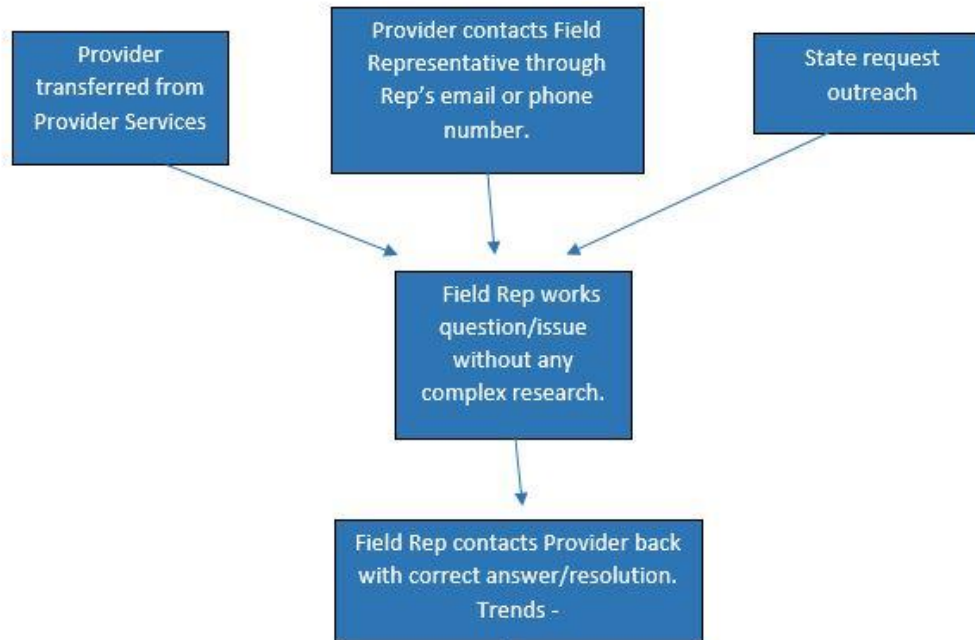 Provider
transferred from
Provider Services
Provider contacts Field
Representative through
Rep's email or phone
number.
State request
outreach
Field Rep works
question/issue
without any
complex research.
Field Rep contacts Provider back
with correct answer/resolution.
Trends -